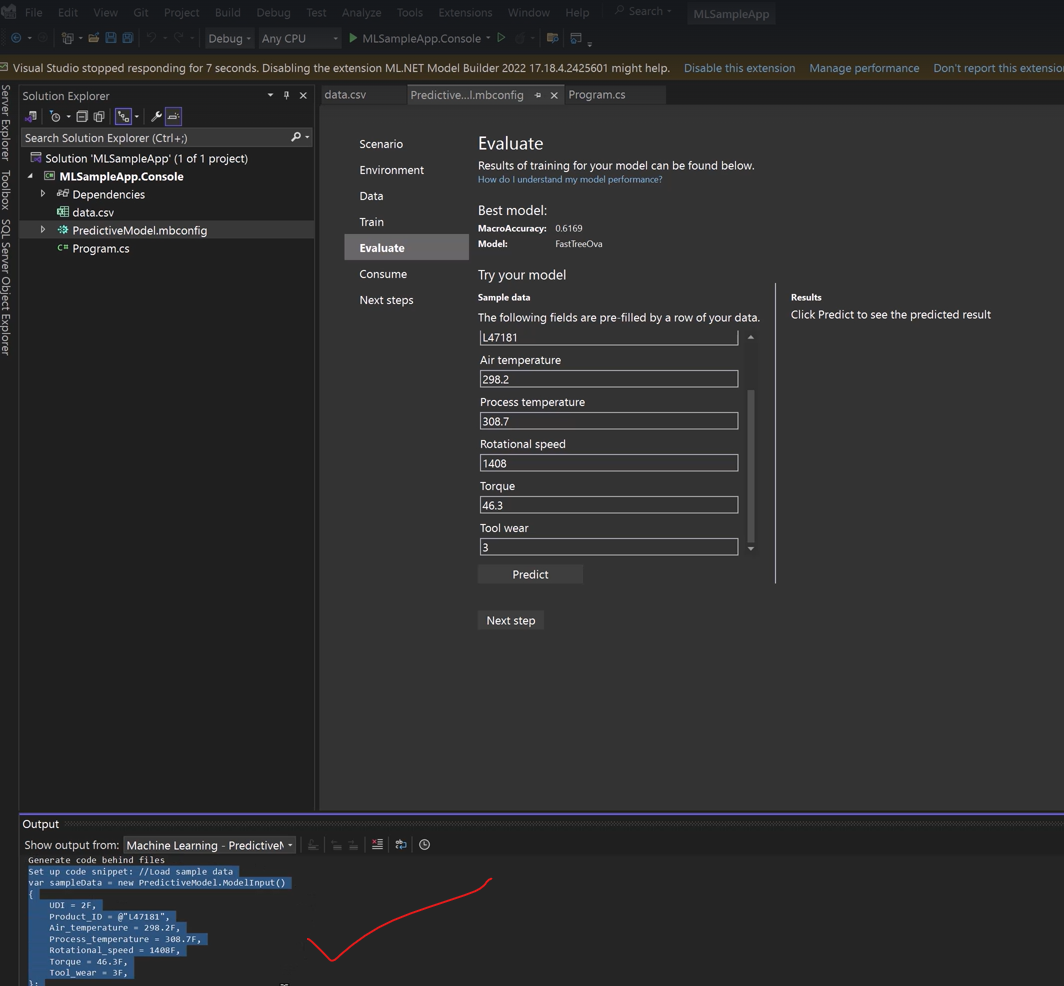 File Edit View Git Project Build Debug Test Analyze Tools Extensions Window Help Search MLSampleApp
Debug Any CPU MLSampleApp.Console
Visual Studio stopped responding for 7 seconds. Disabling the extension ML.NET Model Builder 2022 17.18.4.2425601 might help. Disable this extension Manage performance Don't report this extensio
Server Explorer
Toolbox
SQL Server Object Explorer
Solution Explorer
Search Solution Explorer (Ctrl+;)
Solution 'MLSampleApp' (1 of 1 project)
MLSampleApp.Console
Dependencies
data.csv
PredictiveModel.mbconfig
C# Program.cs
data.csv Predictive...l.mbconfig Program.cs
Scenario
Environment
Data
Train
Evaluate
Consume
Next steps
Evaluate
Results of training for your model can be found below.
How do I understand my model performance?
Best model:
MacroAccuracy: 0.6169
Model: FastTreeOva
Try your model
Sample data
The following fields are pre-filled by a row of your data.
L47181
Air temperature
298.2
Process temperature
308.7
Rotational speed
1408
Torque
46.3
Tool wear
3
Predict
Next step
Results
Click Predict to see the predicted result
Output
Show output from: Machine Learning - PredictiveM
Generate code behind files
Set up code snippet: //Load sample data
var sampleData = new PredictiveModel.ModelInput()
{
UDI = 2F,
Product_ID = @"L47181",
Air_temperature = 298.2F,
Process_temperature = 308.7F,
Rotational_speed = 1408F,
Torque = 46.3F,
Tool_wear = 3F,
};